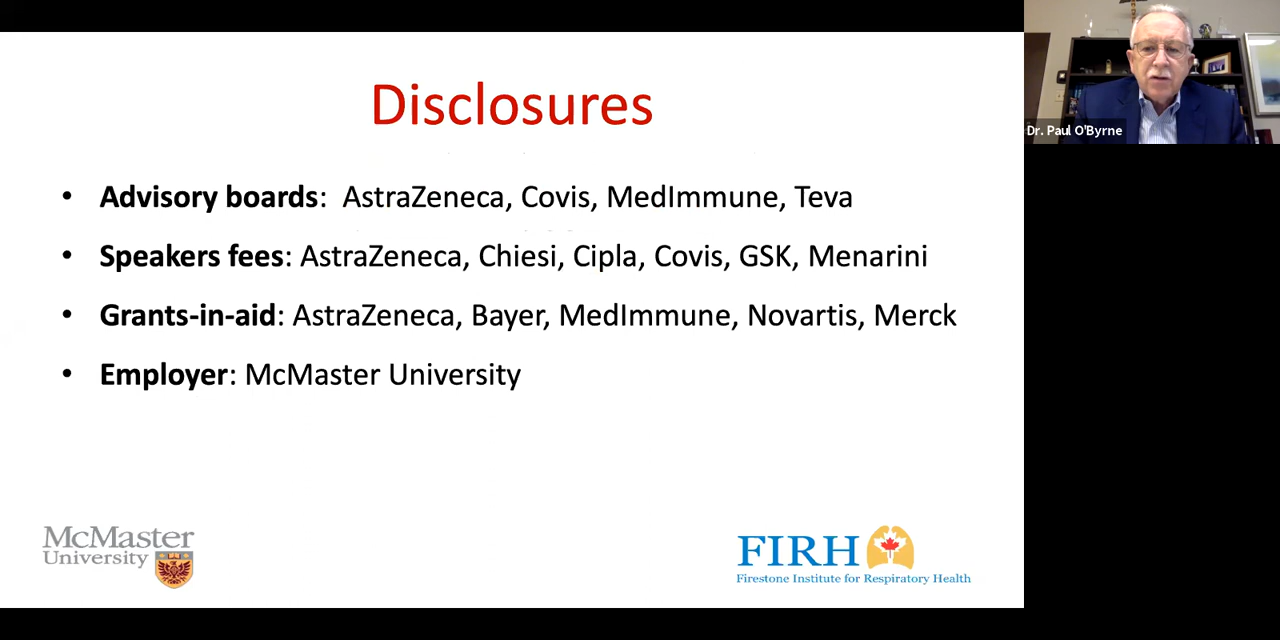 Disclosures
• Advisory boards: AstraZeneca, Covis, MedImmune, Teva
• Speakers fees: AstraZeneca, Chiesi, Cipla, Covis, GSK, Menarini
• Grants-in-aid: AstraZeneca, Bayer, MedImmune, Novartis, Merck
• Employer: McMaster University
McMaster
University
FIRH
Firestone Institute for Respiratory Health
Dr. Paul O'Byrne